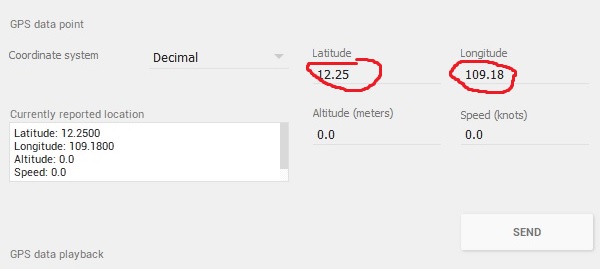 GPS data point
Coordinate system
Decimal
Latitude
12.25
Longitude
109.18
Currently reported location
Latitude: 12.2500
Longitude: 109.1800
Altitude: 0.0
Speed: 0.0
Altitude (meters)
0.0
Speed (knots)
0.0
SEND
GPS data playback